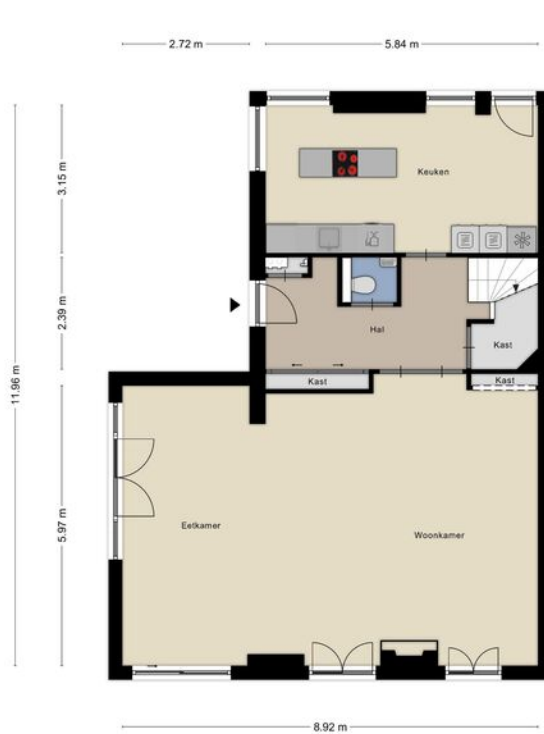 2.72 m
5.84 m
3.15 m
Keuken
2.39 m
Hal
Kast
11.96 m
Kast
Kast
5.97 m
Eetkamer
Woonkamer
8.92 m